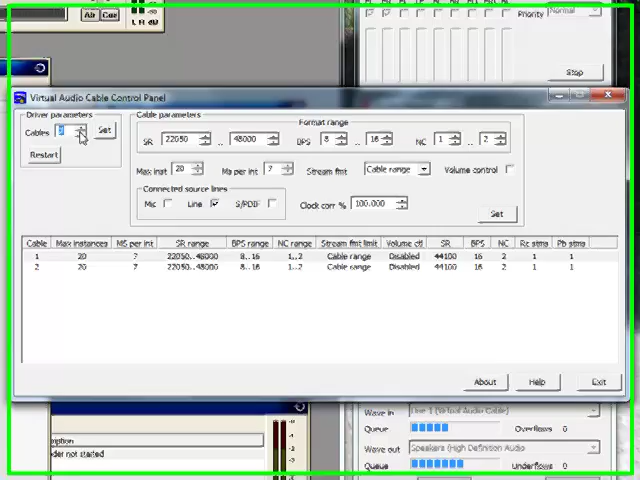 Air Cue
Priority Normal
Stop
Virtual Audio Cable Control Panel
Driver parameters
Cables
Set
Restart
Cable parameters
Format range
SR 22050 .. 48000 BPS 8 .. 16 NC 1 .. 2
Max inst 20 Ms per int 7 Stream fmt Cable range Volume control
Connected source lines
Mic Line S/PDIF
Clock corr % 100.000
Set
Cable Max instances MS per int SR range BPS range NC range Stream fmt limit Volume ctl SR BPS NC Rc stms Pb stms
1 20 7 22050..48000 8..16 1..2 Cable range Disabled 44100 16 2 1 1
2 20 7 22050..48000 8..16 1..2 Cable range Disabled 44100 16 2 1 1
About Help Exit
Wave in Line 1 (Virtual Audio Cable)
Queue Overflows 0
Wave out Speakers (High Definition Audio
Queue Underflows 0
ription
der not started